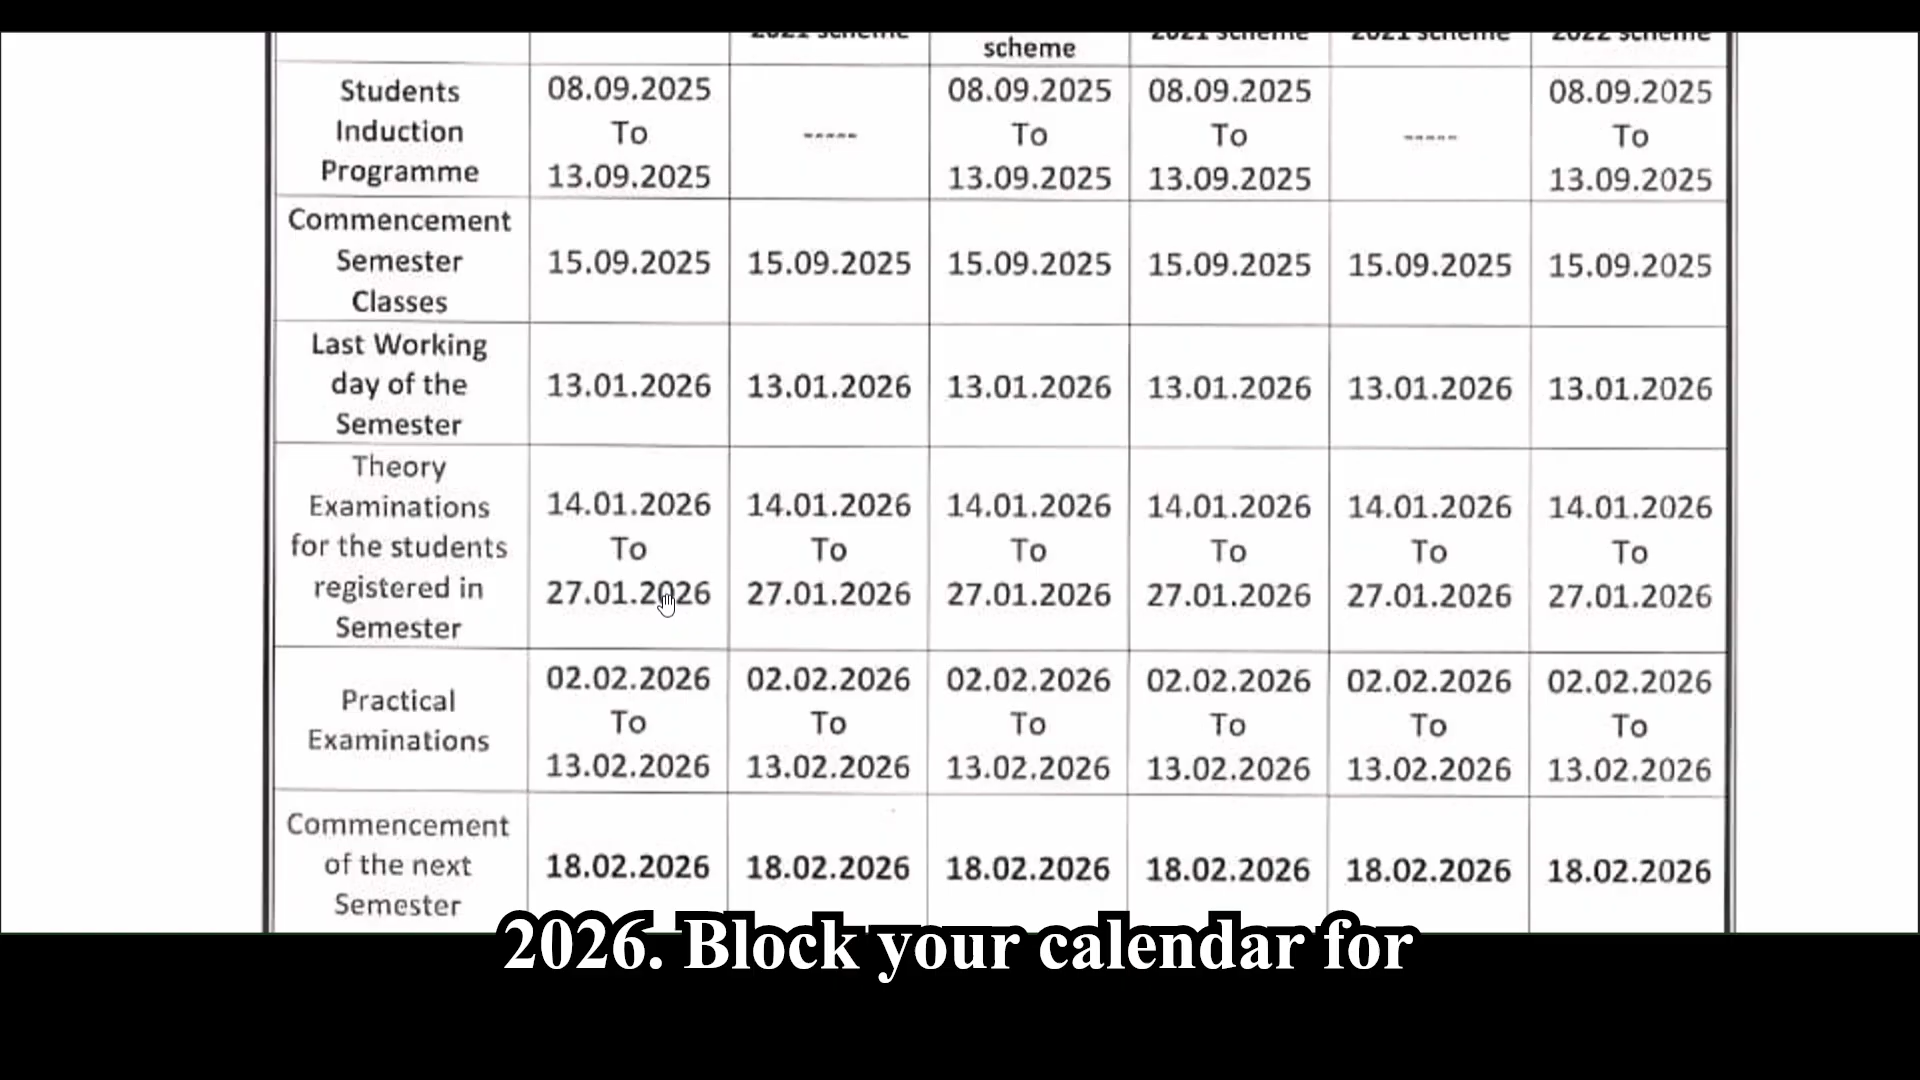 2021 scheme scheme 2021 scheme 2021 scheme 2022 scheme
Students Induction Programme 08.09.2025 To 13.09.2025 ----- 08.09.2025 To 13.09.2025 08.09.2025 To 13.09.2025 ----- 08.09.2025 To 13.09.2025
Commencement Semester Classes 15.09.2025 15.09.2025 15.09.2025 15.09.2025 15.09.2025 15.09.2025
Last Working day of the Semester 13.01.2026 13.01.2026 13.01.2026 13.01.2026 13.01.2026 13.01.2026
Theory Examinations for the students registered in Semester 14.01.2026 To 27.01.2026 14.01.2026 To 27.01.2026 14.01.2026 To 27.01.2026 14.01.2026 To 27.01.2026 14.01.2026 To 27.01.2026 14.01.2026 To 27.01.2026
Practical Examinations 02.02.2026 To 13.02.2026 02.02.2026 To 13.02.2026 02.02.2026 To 13.02.2026 02.02.2026 To 13.02.2026 02.02.2026 To 13.02.2026 02.02.2026 To 13.02.2026
Commencement of the next Semester 18.02.2026 18.02.2026 18.02.2026 18.02.2026 18.02.2026 18.02.2026
2026. Block your calendar for